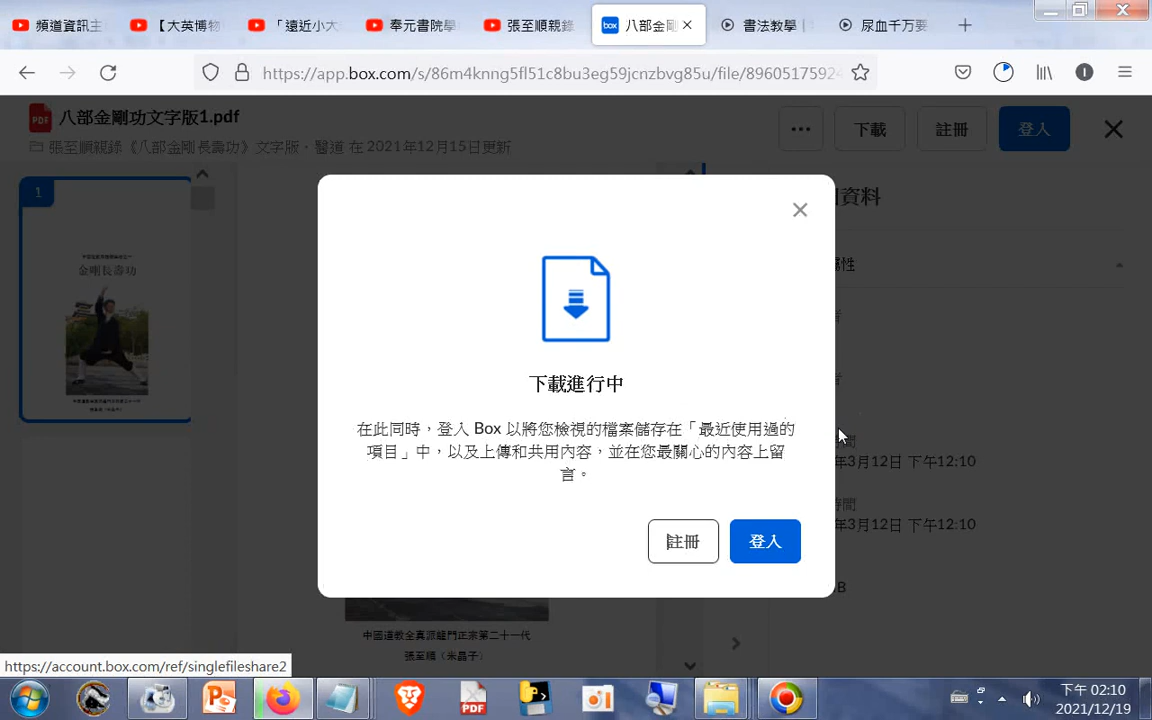 頻道資訊主
【大英博物
「遠近小大
奉元書院學
張至順親錄
box 八部金剛
書法教學｜
尿血千万要
https://app.box.com/s/86m4knng5fl51c8bu3eg59jcnzbvg85u/file/89605175924
PDF 八部金剛功文字版1.pdf
下載 註冊 登入
張至順親錄《八部金剛長壽功》文字版．醫道 在 2021年12月15日更新
1
資料
金剛長壽功
屬性
下載進行中
在此同時，登入 Box 以將您檢視的檔案儲存在「最近使用過的
項目」中，以及上傳和共用內容，並在您最關心的內容上留
言。
年3月12日 下午12:10
時間
年3月12日 下午12:10
註冊 登入
B
中國道教全真派龍門正宗第二十一代
張至順（朱晶子）
https://account.box.com/ref/singlefileshare2
PDF
下午 02:10
2021/12/19